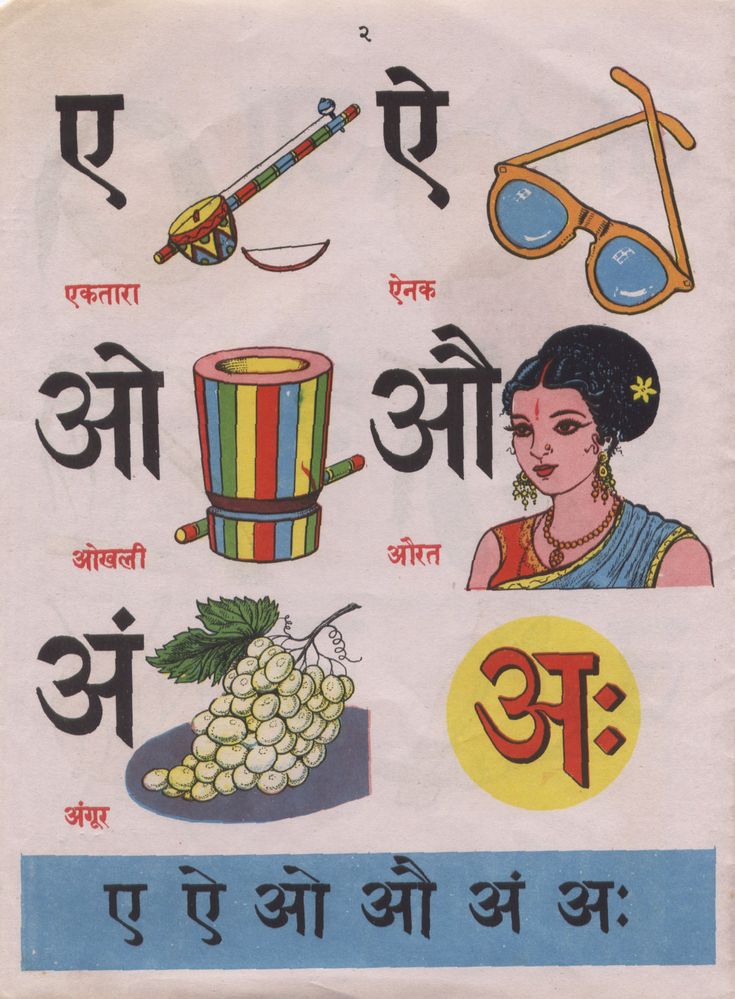 २
ए ऐ
एकतारा ऐनक
ओ औ
ओखली औरत
अं अः
अंगूर
ए ऐ ओ औ अं अः